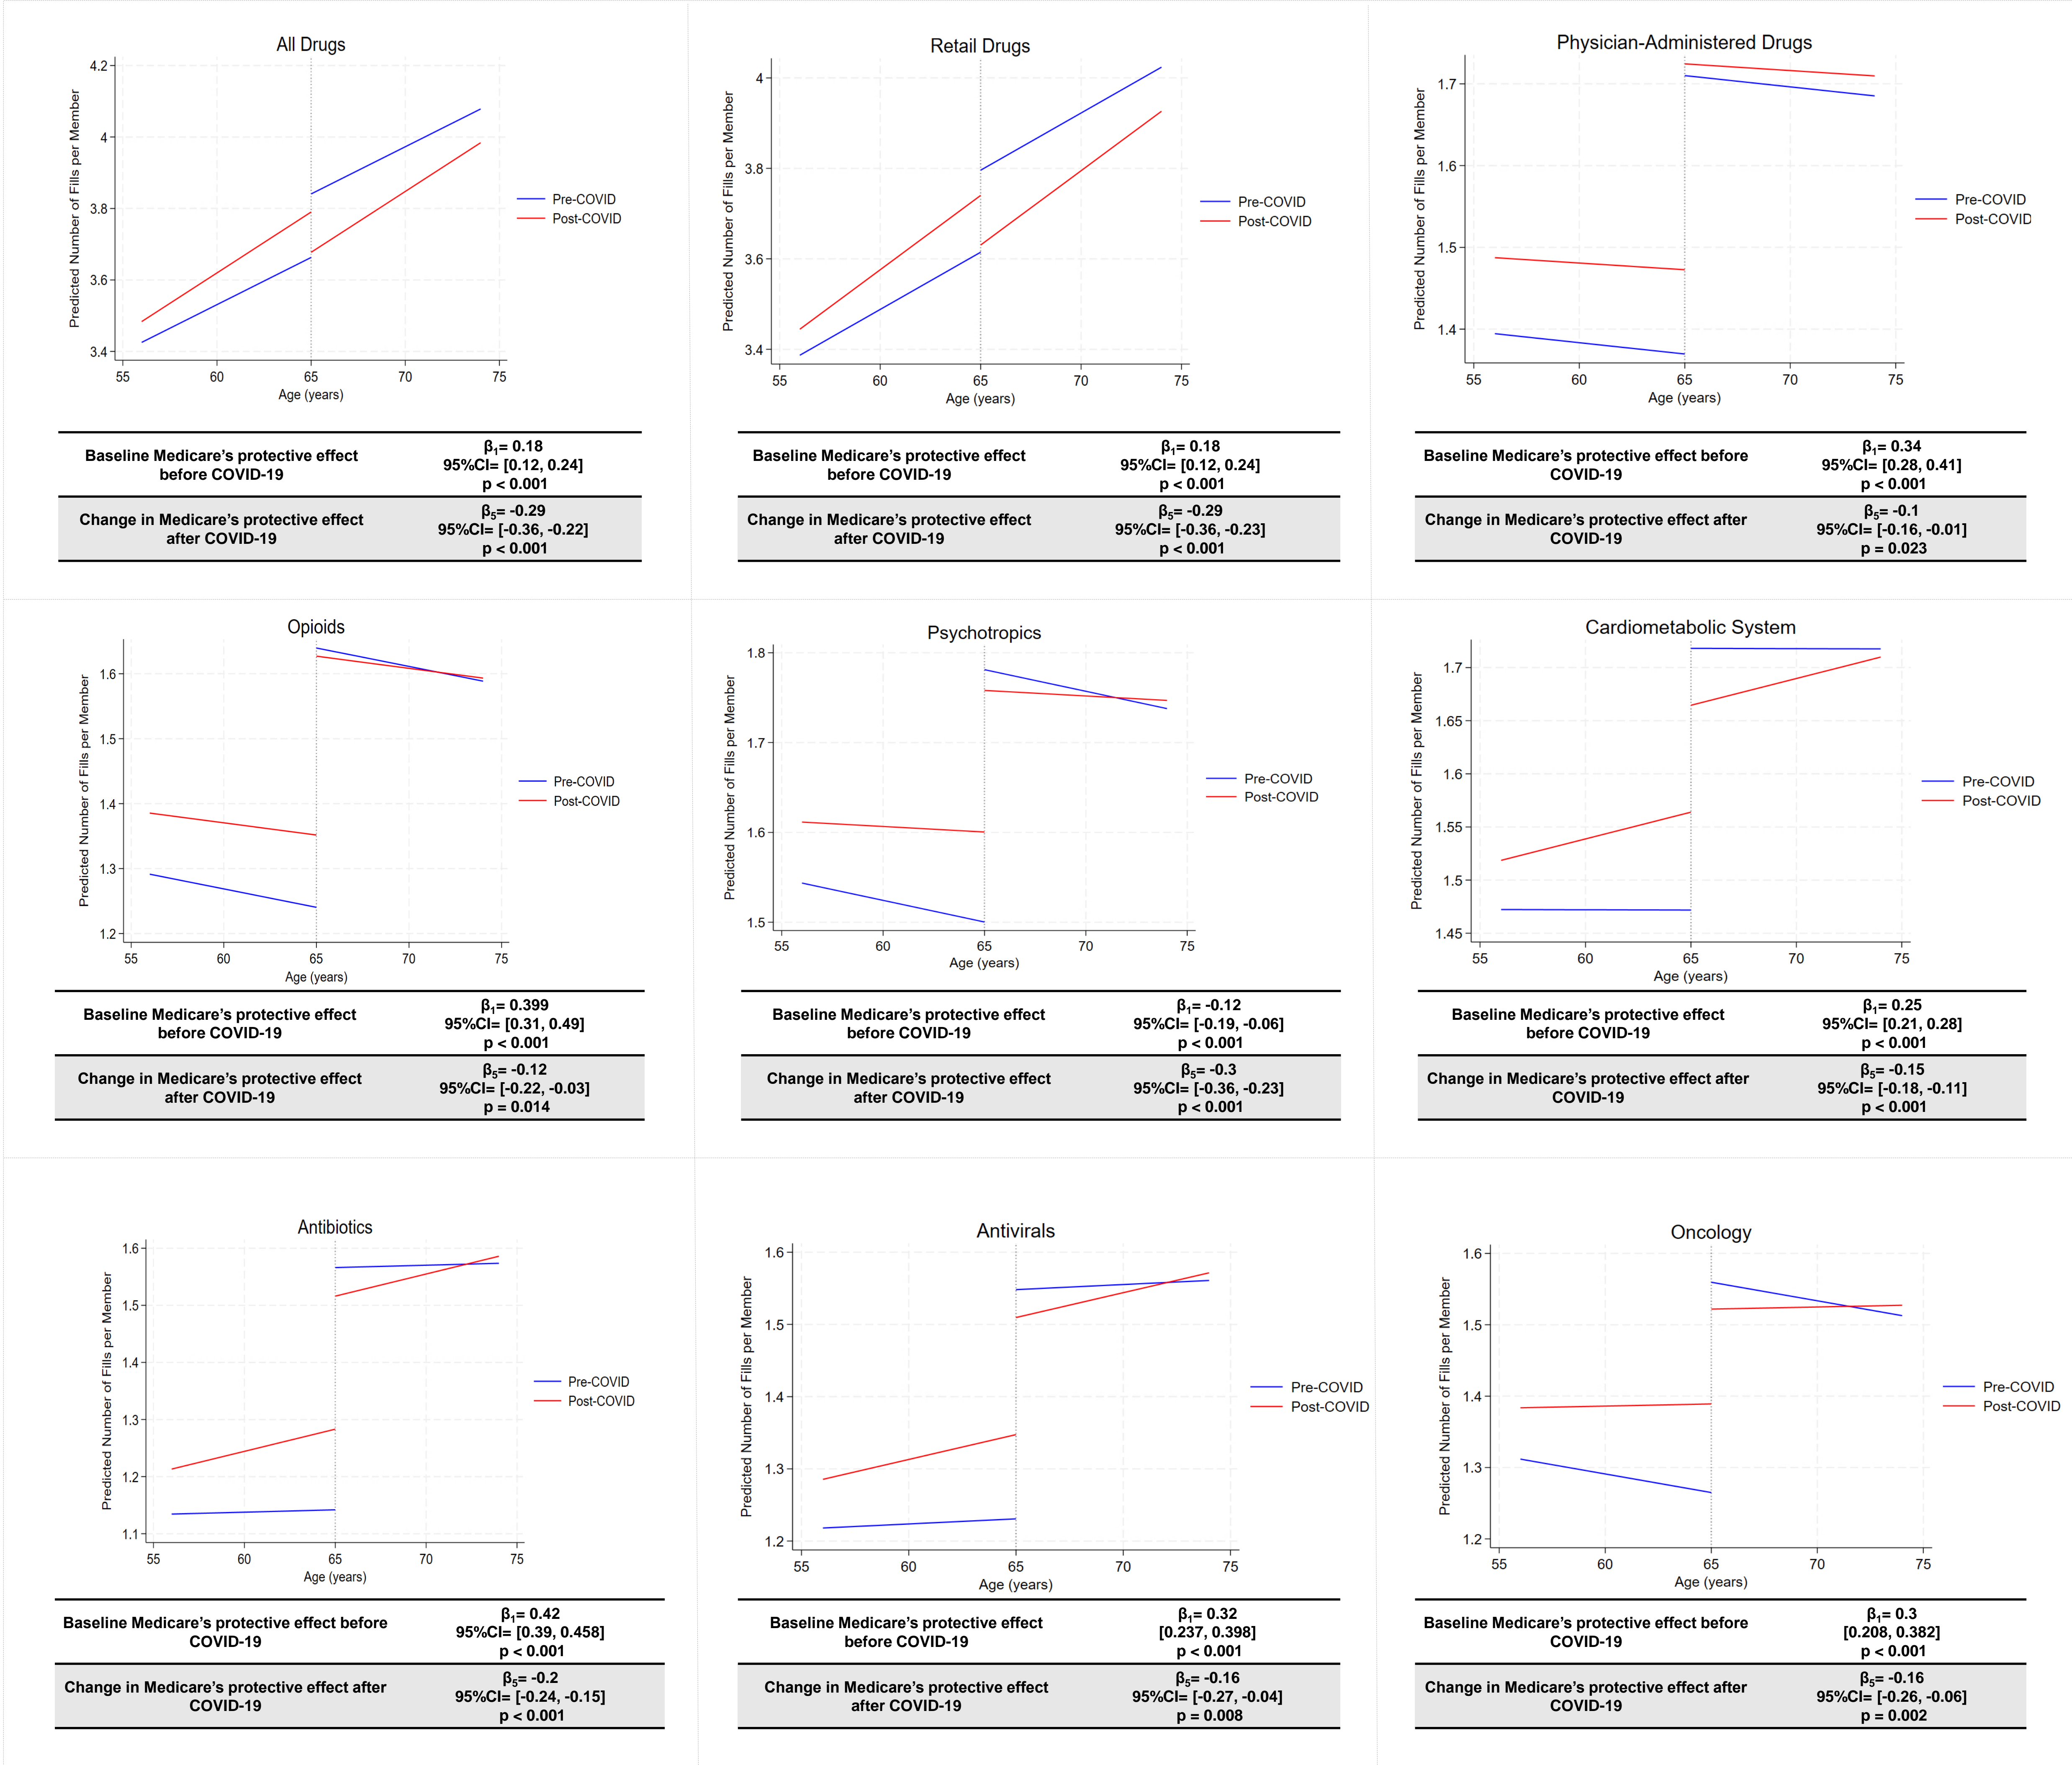 All Drugs
Predicted Number of Fills per Member
4.2
4
3.8
3.6
3.4
55 60 65 70 75
Age (years)
Pre-COVID
Post-COVID
Baseline Medicare’s protective effect
before COVID-19
β1= 0.18
95%CI= [0.12, 0.24]
p < 0.001
Change in Medicare’s protective effect
after COVID-19
β5= -0.29
95%CI= [-0.36, -0.22]
p < 0.001
Retail Drugs
Predicted Number of Fills per Member
4
3.8
3.6
3.4
55 60 65 70 75
Age (years)
Pre-COVID
Post-COVID
Baseline Medicare’s protective effect
before COVID-19
β1= 0.18
95%CI= [0.12, 0.24]
p < 0.001
Change in Medicare’s protective effect
after COVID-19
β5= -0.29
95%CI= [-0.36, -0.23]
p < 0.001
Physician-Administered Drugs
Predicted Number of Fills per Member
1.7
1.6
1.5
1.4
55 60 65 70 75
Age (years)
Pre-COVID
Post-COVID
Baseline Medicare’s protective effect before
COVID-19
β1= 0.34
95%CI= [0.28, 0.41]
p < 0.001
Change in Medicare’s protective effect after
COVID-19
β5= -0.1
95%CI= [-0.16, -0.01]
p = 0.023
Opioids
Predicted Number of Fills per Member
1.6
1.5
1.4
1.3
1.2
55 60 65 70 75
Age (years)
Pre-COVID
Post-COVID
Baseline Medicare’s protective effect
before COVID-19
β1= 0.399
95%CI= [0.31, 0.49]
p < 0.001
Change in Medicare’s protective effect
after COVID-19
β5= -0.12
95%CI= [-0.22, -0.03]
p = 0.014
Psychotropics
Predicted Number of Fills per Member
1.8
1.7
1.6
1.5
55 60 65 70 75
Age (years)
Pre-COVID
Post-COVID
Baseline Medicare’s protective effect
before COVID-19
β1= -0.12
95%CI= [-0.19, -0.06]
p < 0.001
Change in Medicare’s protective effect
after COVID-19
β5= -0.3
95%CI= [-0.36, -0.23]
p < 0.001
Cardiometabolic System
Predicted Number of Fills per Member
1.7
1.65
1.6
1.55
1.5
1.45
55 60 65 70 75
Age (years)
Pre-COVID
Post-COVID
Baseline Medicare’s protective effect
before COVID-19
β1= 0.25
95%CI= [0.21, 0.28]
p < 0.001
Change in Medicare’s protective effect after
COVID-19
β5= -0.15
95%CI= [-0.18, -0.11]
p < 0.001
Antibiotics
Predicted Number of Fills per Member
1.6
1.5
1.4
1.3
1.2
1.1
55 60 65 70 75
Age (years)
Pre-COVID
Post-COVID
Baseline Medicare’s protective effect before
COVID-19
β1= 0.42
95%CI= [0.39, 0.458]
p < 0.001
Change in Medicare’s protective effect after
COVID-19
β5= -0.2
95%CI= [-0.24, -0.15]
p < 0.001
Antivirals
Predicted Number of Fills per Member
1.6
1.5
1.4
1.3
1.2
55 60 65 70 75
Age (years)
Pre-COVID
Post-COVID
Baseline Medicare’s protective effect
before COVID-19
β1= 0.32
[0.237, 0.398]
p < 0.001
Change in Medicare’s protective effect
after COVID-19
β5= -0.16
95%CI= [-0.27, -0.04]
p = 0.008
Oncology
Predicted Number of Fills per Member
1.6
1.5
1.4
1.3
1.2
55 60 65 70 75
Age (years)
Pre-COVID
Post-COVID
Baseline Medicare’s protective effect before
COVID-19
β1= 0.3
[0.208, 0.382]
p < 0.001
Change in Medicare’s protective effect after
COVID-19
β5= -0.16
95%CI= [-0.26, -0.06]
p = 0.002